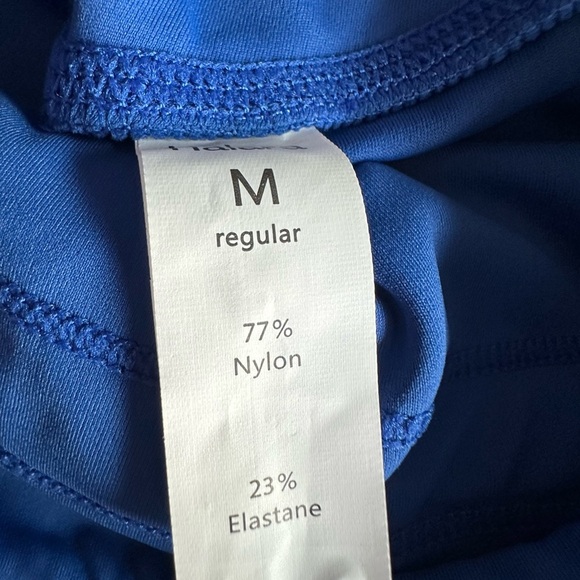 M
regular
77%
Nylon
23%
Elastane